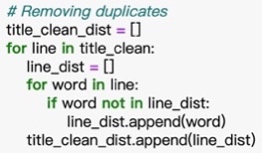 # Removing duplicates
title_clean_dist = []
for line in title_clean:
    line_dist = []
    for word in line:
        if word not in line_dist:
            line_dist.append(word)
    title_clean_dist.append(line_dist)